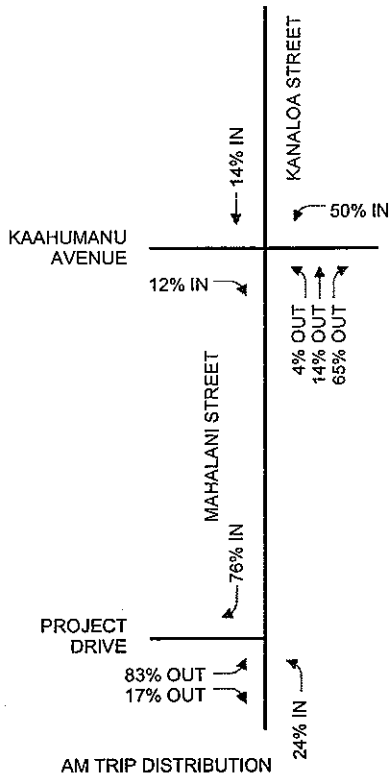 KANALOA STREET
14% IN
50% IN
KAAHUMANU
AVENUE
12% IN
4% OUT
14% OUT
65% OUT
MAHALANI STREET
76% IN
PROJECT
DRIVE
83% OUT
17% OUT
24% IN
AM TRIP DISTRIBUTION